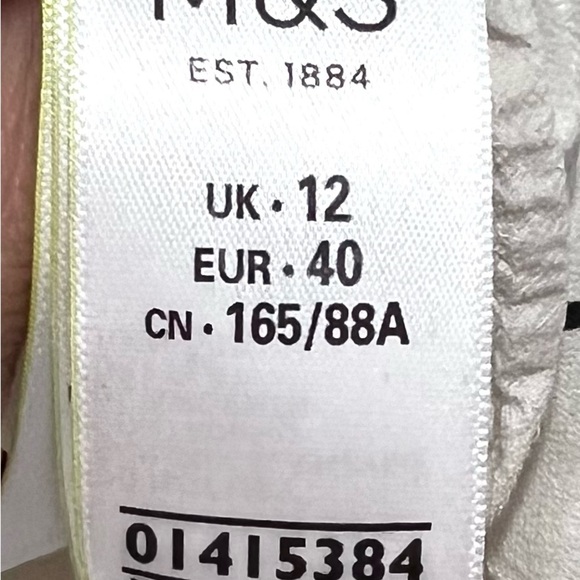 M&S
EST. 1884
UK • 12
EUR • 40
CN • 165/88A
01415384